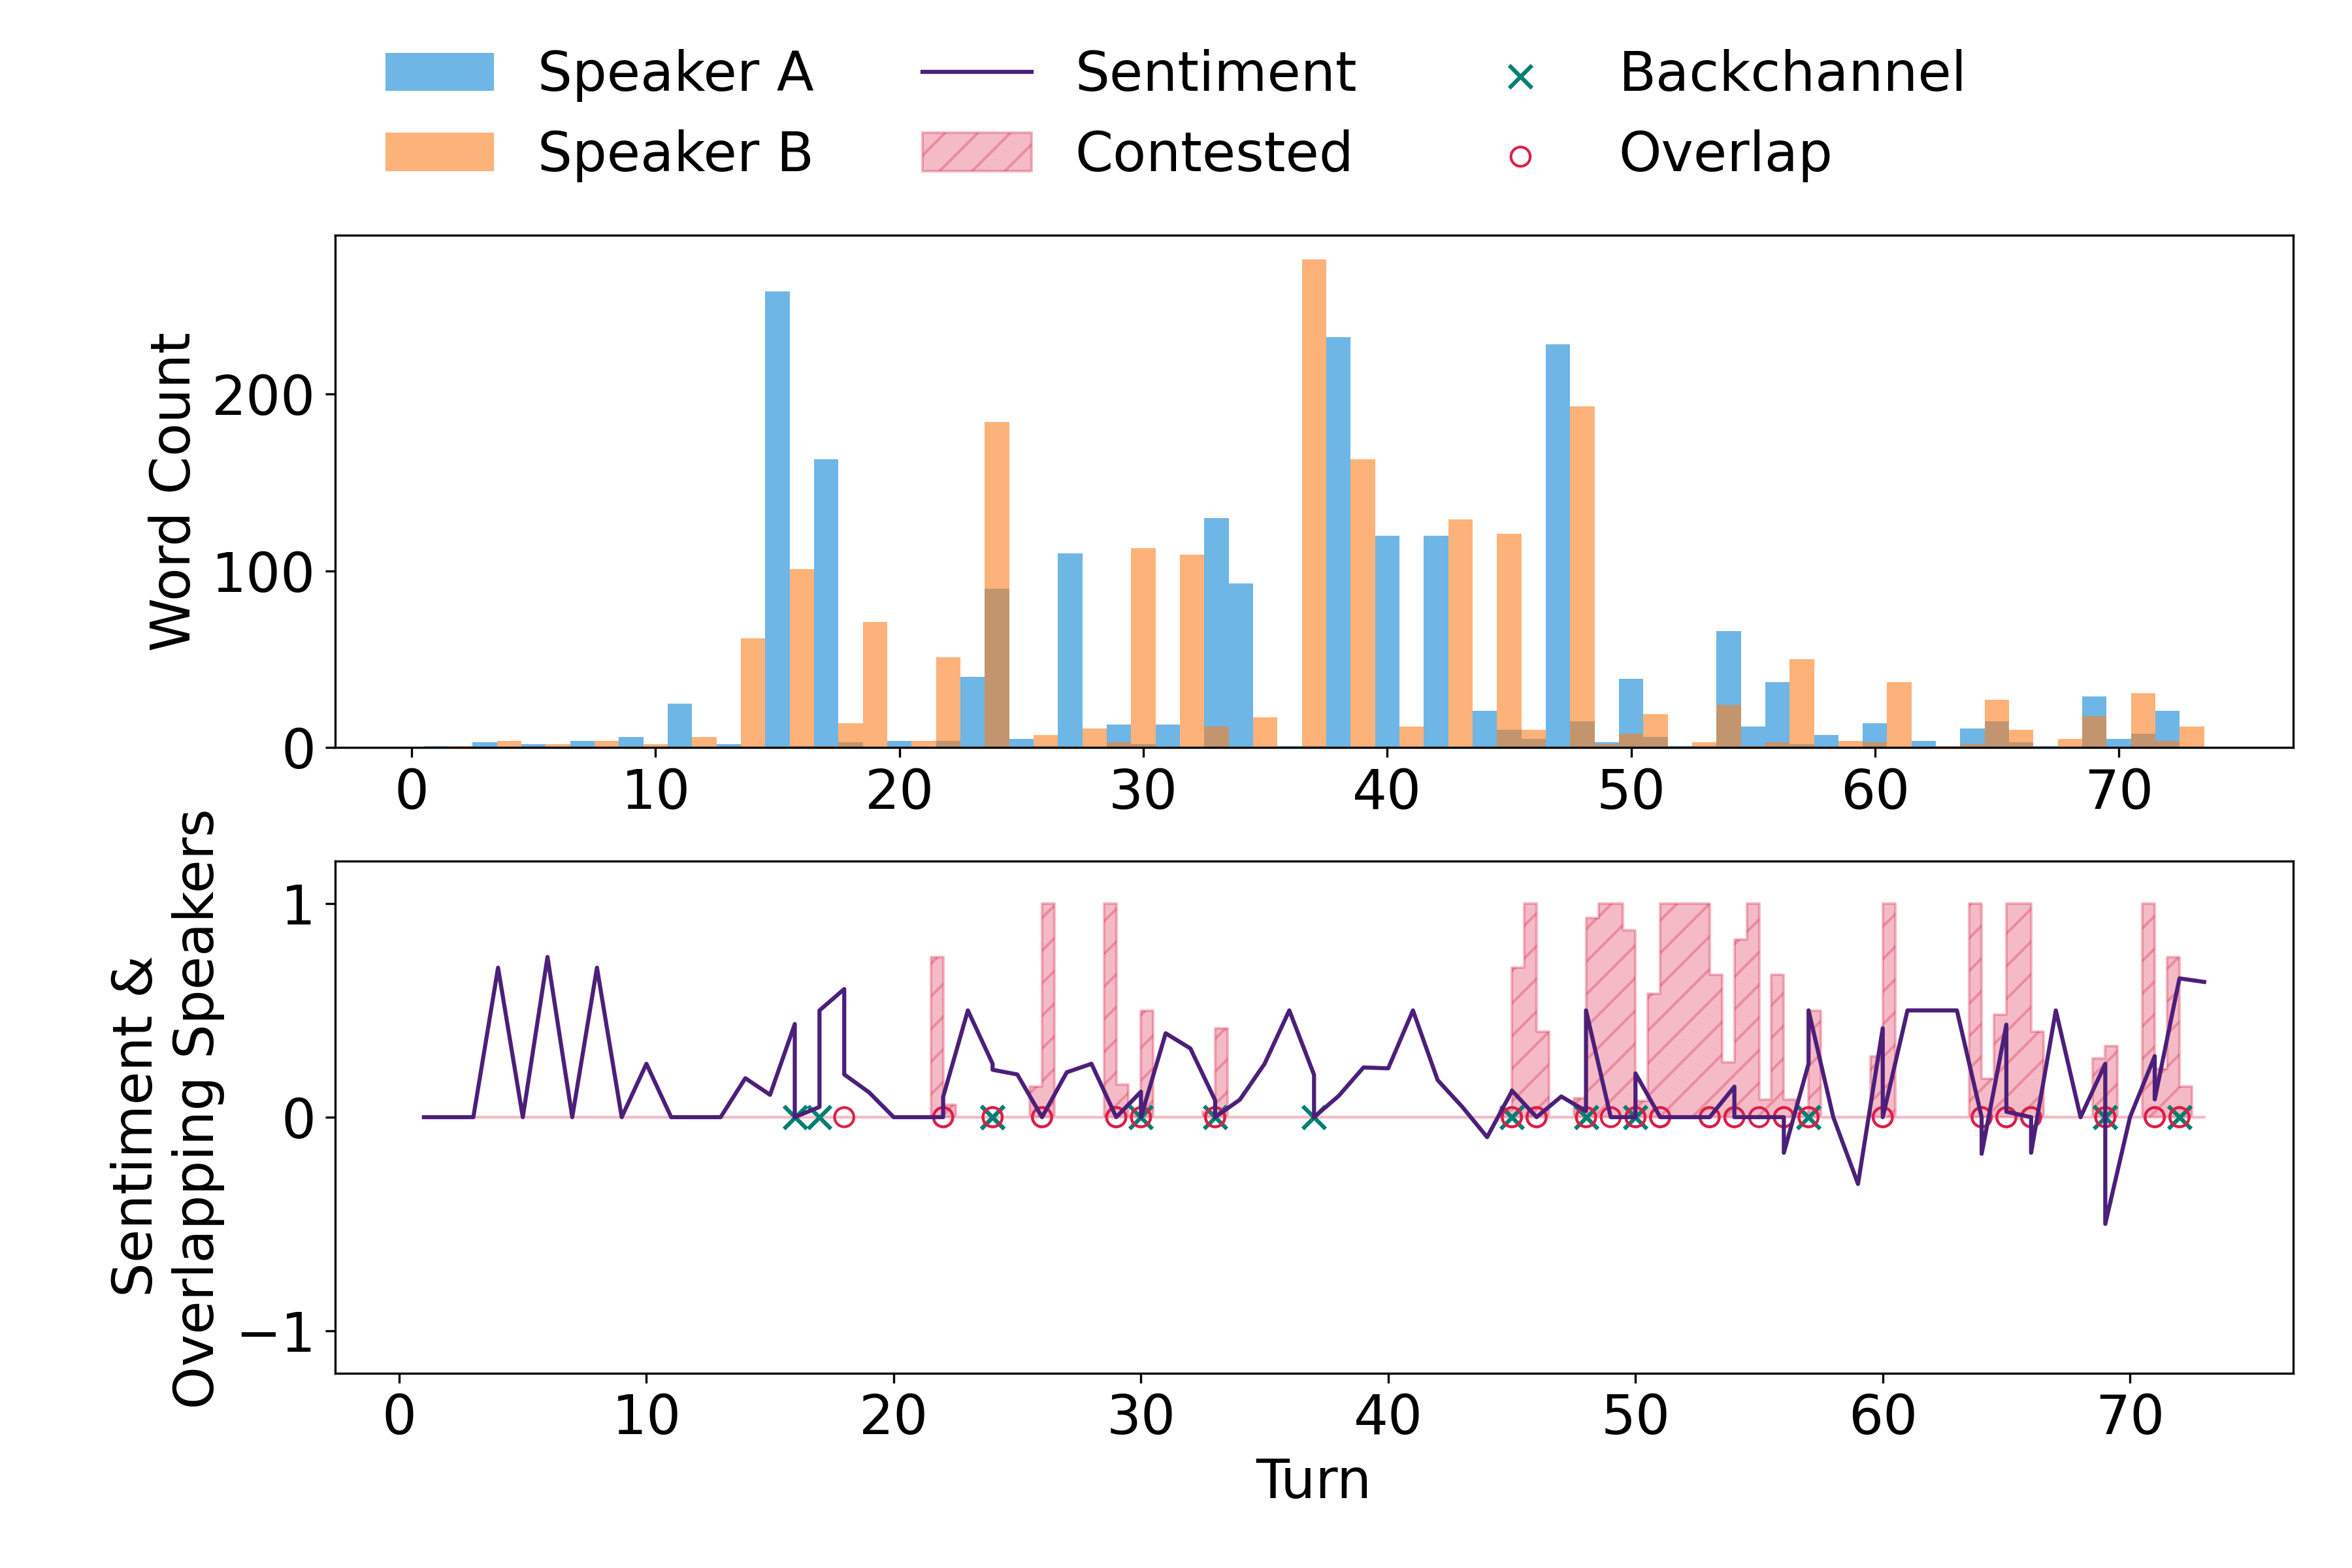 Speaker A
Speaker B
Sentiment
Contested
Backchannel
Overlap
Word Count
200
100
0
0 10 20 30 40 50 60 70
Sentiment &
Overlapping Speakers
1
0
−1
0 10 20 30 40 50 60 70
Turn